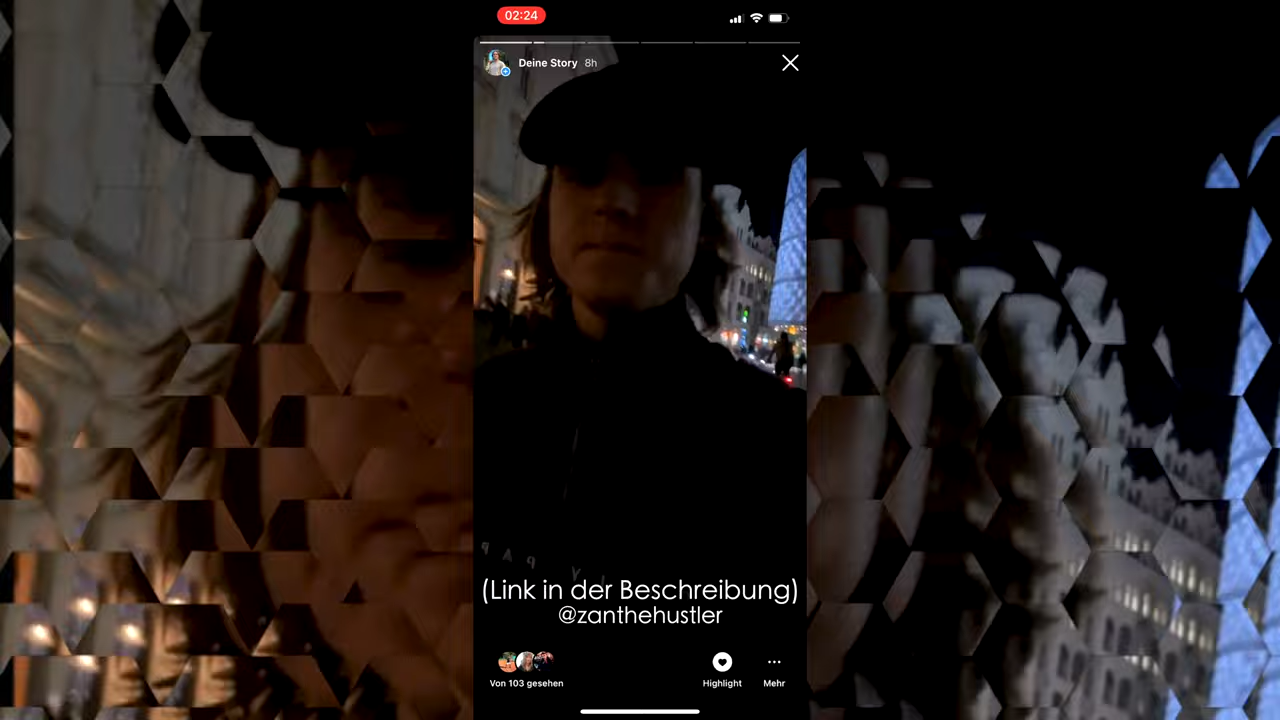 02:24
Deine Story 8h
(Link in der Beschreibung)
@zanthehustler
Von 103 gesehen
Highlight
Mehr